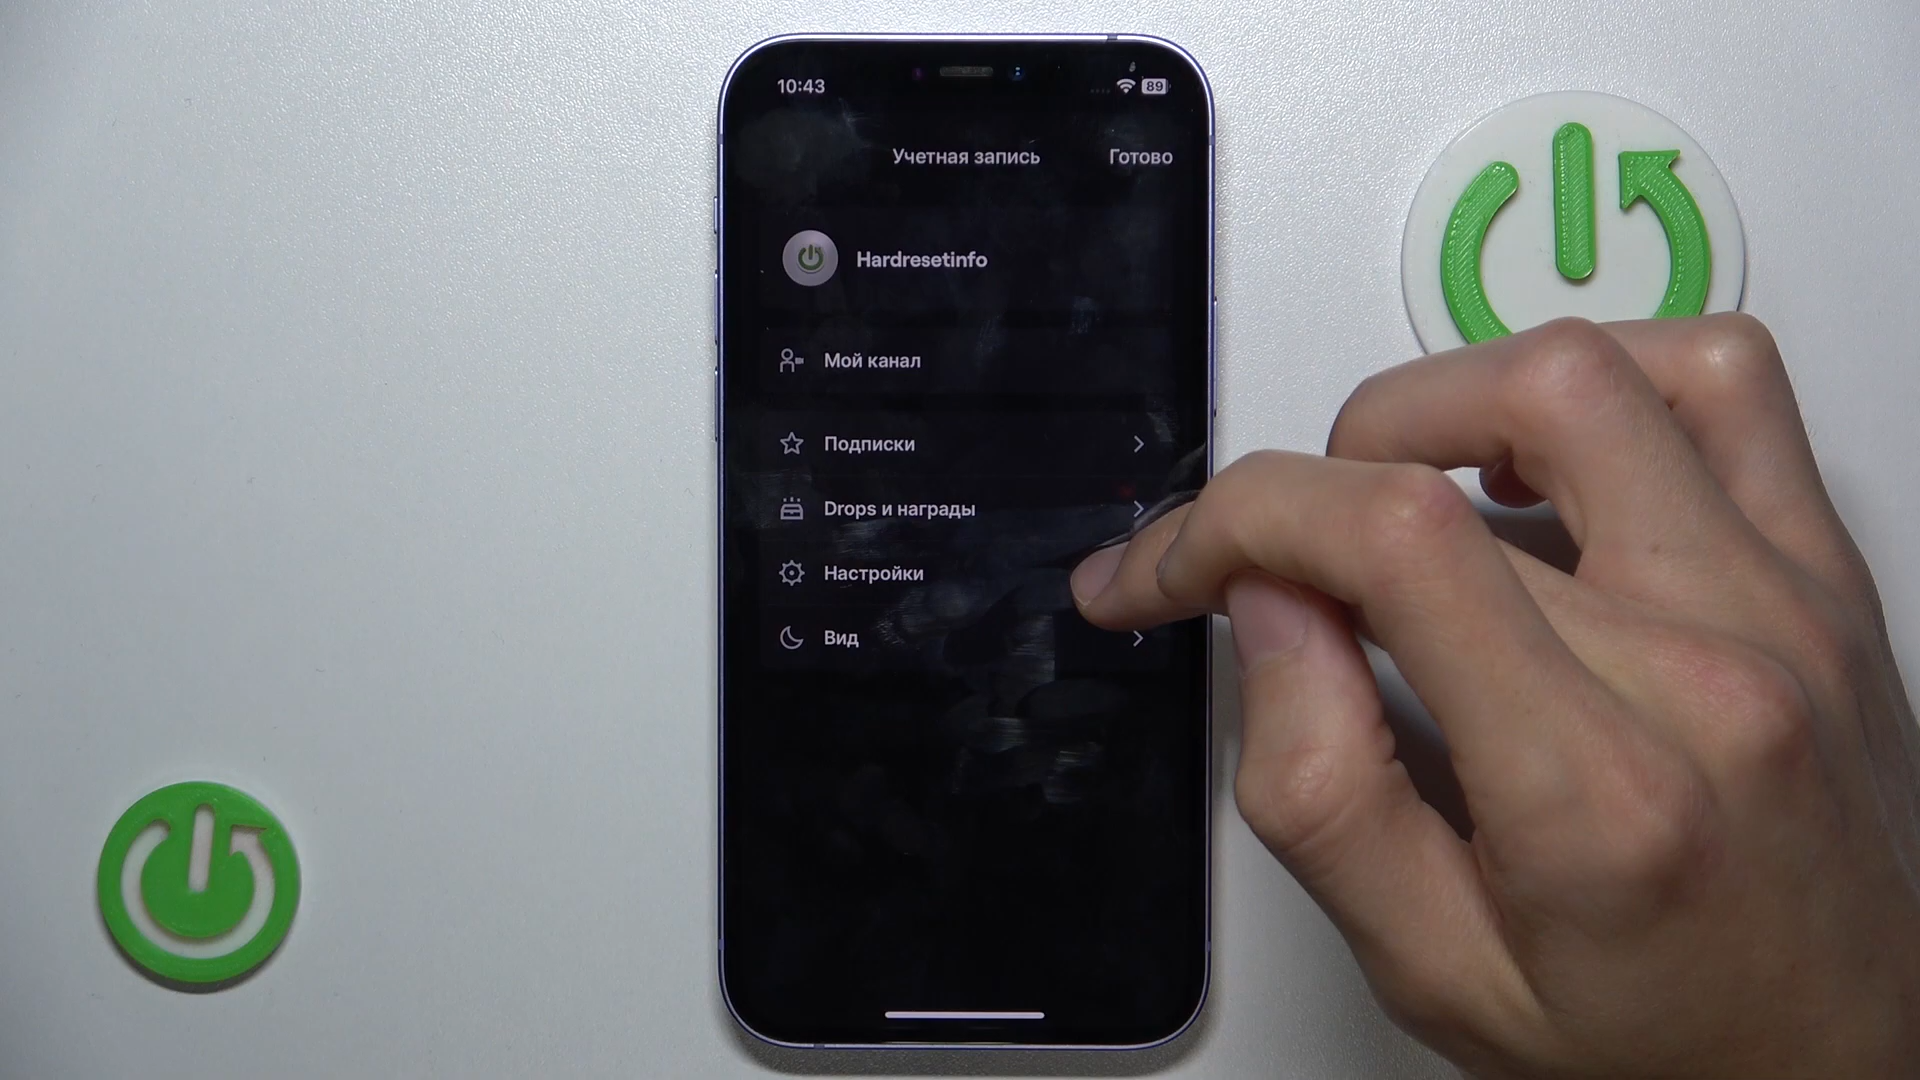 10:43
89
Учетная запись
Готово
Hardresetinfo
Мой канал
Подписки
Drops и награды
Настройки
Вид